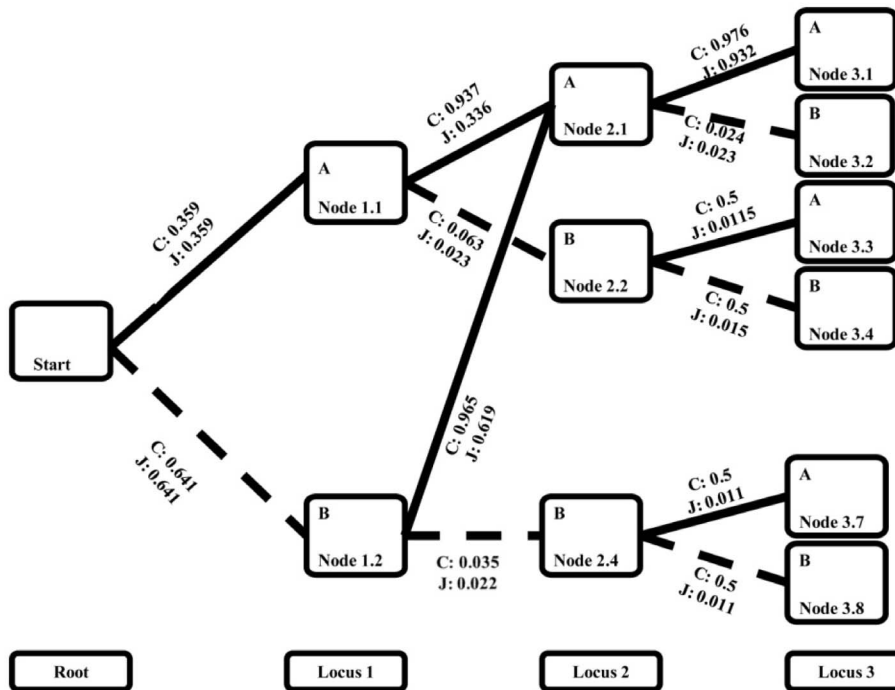 A
Node 3.1
C: 0.976
J: 0.932
A
Node 2.1
C: 0.937
J: 0.336
B
Node 3.2
C: 0.024
J: 0.023
A
Node 1.1
A
Node 3.3
C: 0.5
J: 0.0115
C: 0.063
J: 0.023
B
Node 2.2
C: 0.359
J: 0.359
B
Node 3.4
C: 0.5
J: 0.015
Start
C: 0.965
J: 0.619
C: 0.641
J: 0.641
A
Node 3.7
C: 0.5
J: 0.011
B
Node 1.2
B
Node 2.4
C: 0.035
J: 0.022
B
Node 3.8
C: 0.5
J: 0.011
Root
Locus 1
Locus 2
Locus 3